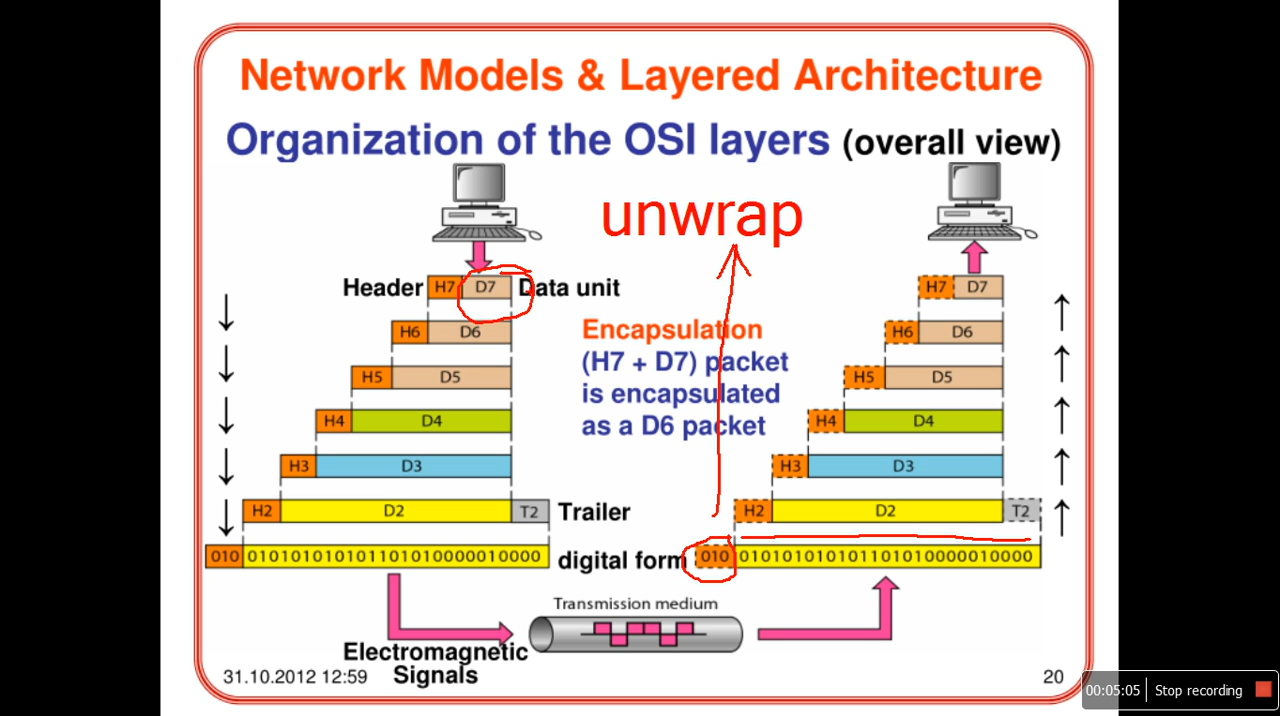 Network Models & Layered Architecture
Organization of the OSI layers (overall view)
unwrap
Header H7 D7 Data unit
H7 D7
H6 D6
Encapsulation
H6 D6
(H7 + D7) packet
H5 D5
is encapsulated
H5 D5
H4 D4
as a D6 packet
H4 D4
H3 D3
H3 D3
H2 D2 T2 Trailer
H2 D2 T2
010 010101010101101010000010000 digital form
010 010101010101101010000010000
Transmission medium
Electromagnetic
Signals
31.10.2012 12:59
20
00:05:05 Stop recording